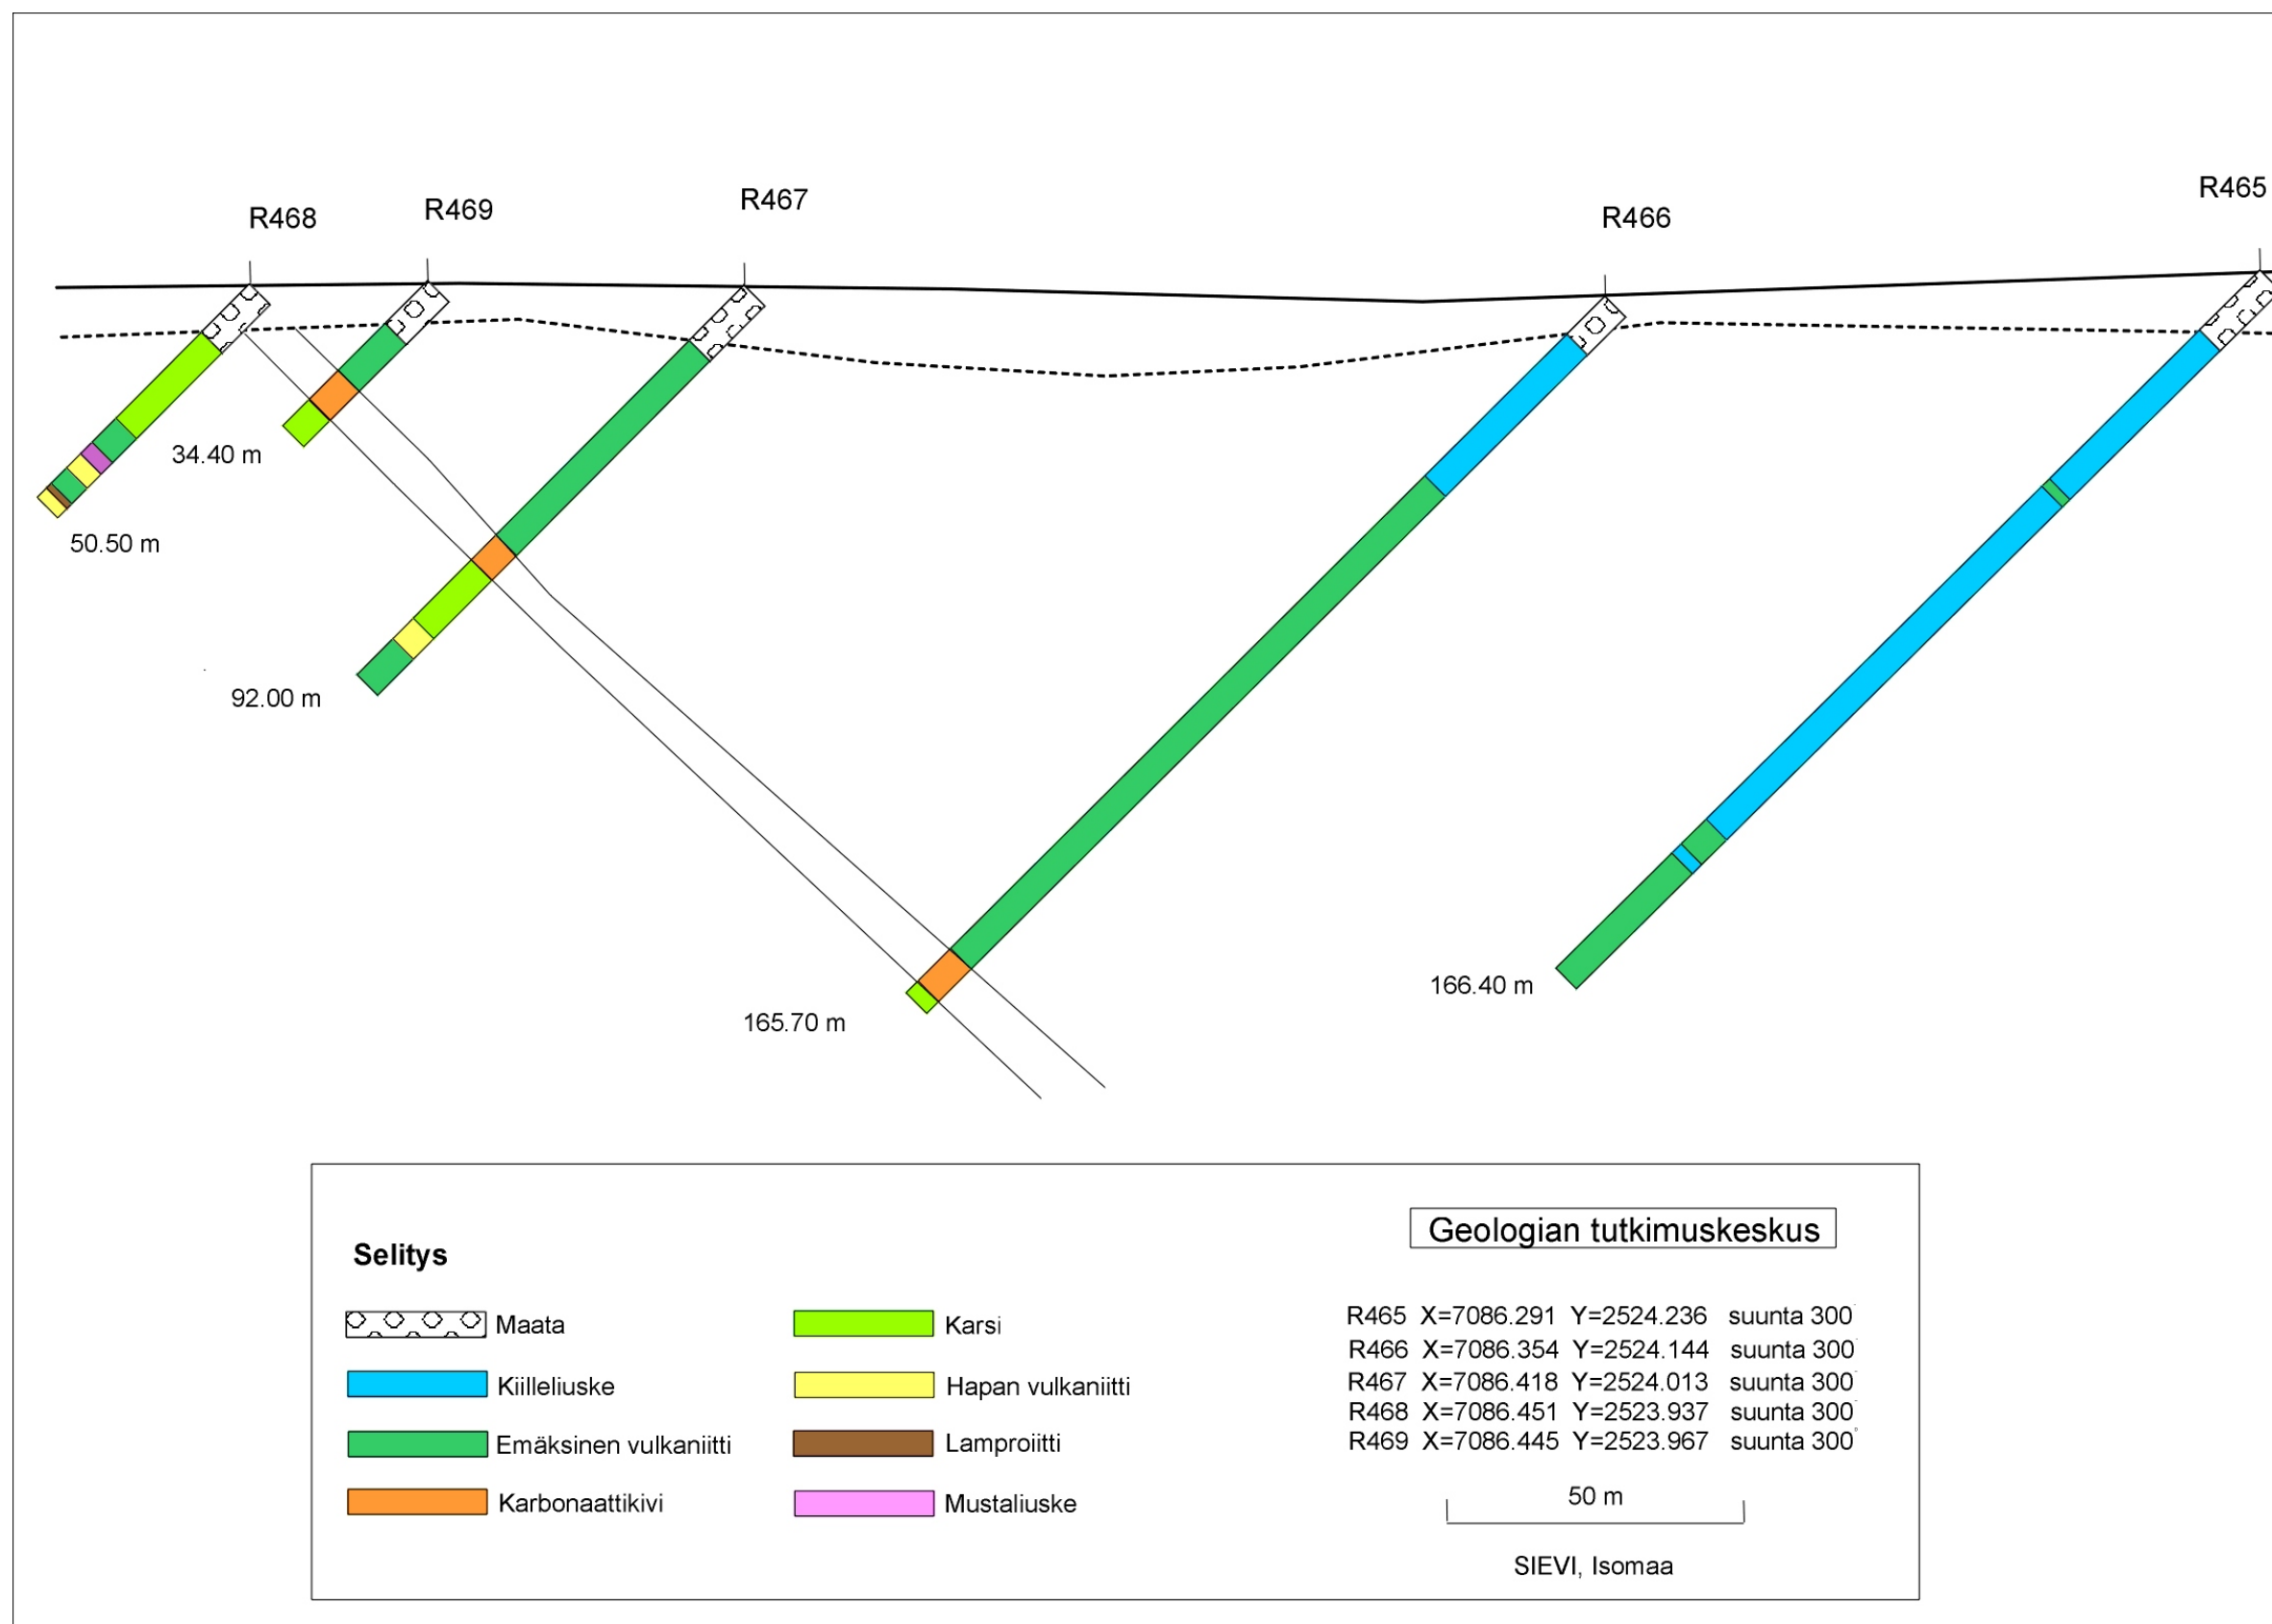 R468
R469
R467
R466
R465
34.40 m
50.50 m
92.00 m
165.70 m
166.40 m
Selitys
Maata
Kiilleliuske
Emäksinen vulkaniitti
Karbonaattikivi
Karsi
Hapan vulkaniitti
Lamproiitti
Mustaliuske
Geologian tutkimuskeskus
R465 X=7086.291 Y=2524.236 suunta 300°
R466 X=7086.354 Y=2524.144 suunta 300°
R467 X=7086.418 Y=2524.013 suunta 300°
R468 X=7086.451 Y=2523.937 suunta 300°
R469 X=7086.445 Y=2523.967 suunta 300°
50 m
SIEVI, Isomaa